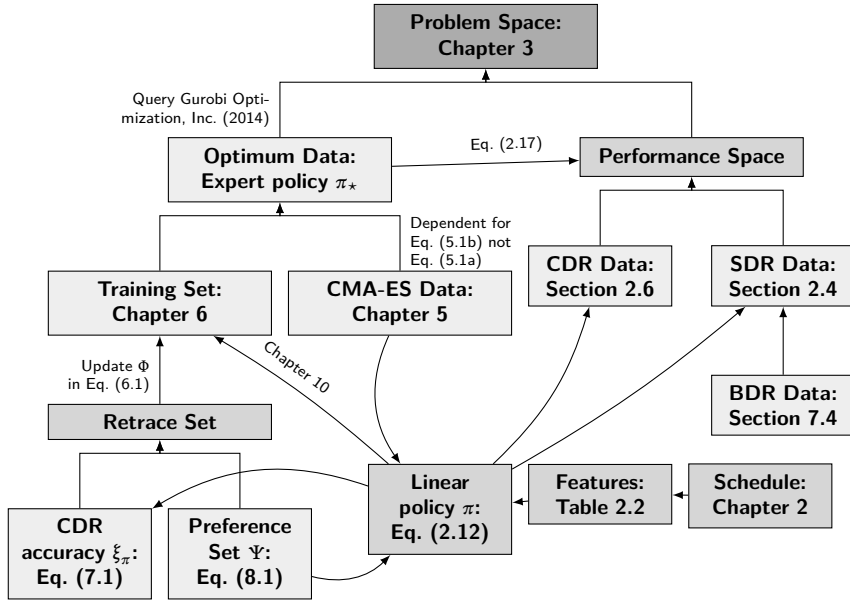 Problem Space:
Chapter 3
Query Gurobi Opti-
mization, Inc. (2014)
Eq. (2.17)
Optimum Data:
Expert policy π⋆
Performance Space
Dependent for
Eq. (5.1b) not
Eq. (5.1a)
Training Set:
Chapter 6
CMA-ES Data:
Chapter 5
CDR Data:
Section 2.6
SDR Data:
Section 2.4
Update Φ
in Eq. (6.1)
Chapter 10
BDR Data:
Section 7.4
Retrace Set
Linear
policy π:
Eq. (2.12)
Features:
Table 2.2
Schedule:
Chapter 2
CDR
accuracy ξπ:
Eq. (7.1)
Preference
Set Ψ:
Eq. (8.1)